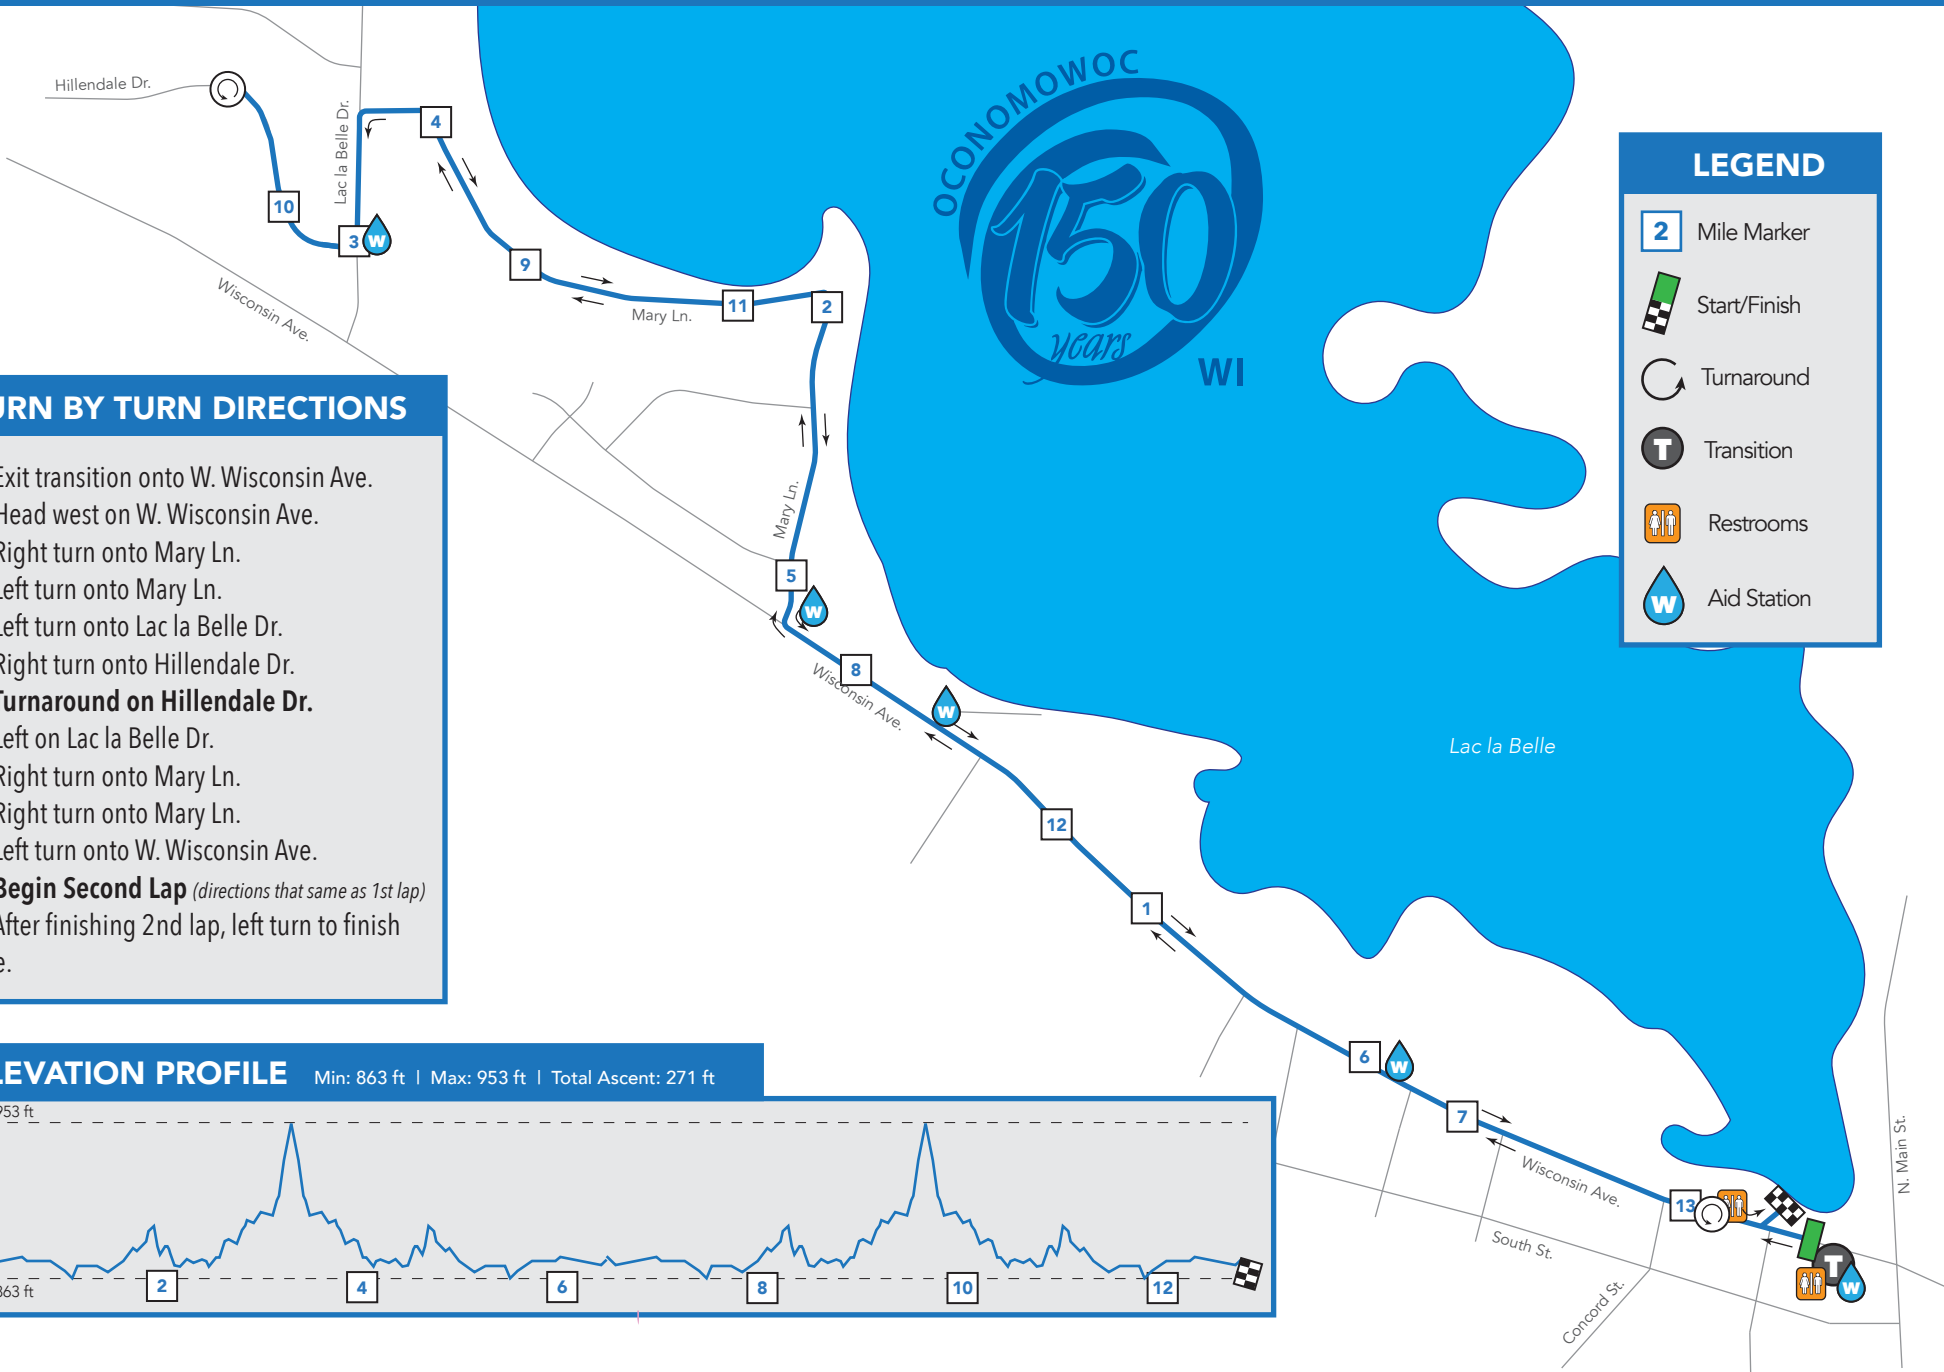 OCONOMOWOC
150
years
WI
Hillendale Dr.
Lac la Belle Dr.
4
10
3
W
9
11
2
Mary Ln.
Wisconsin Ave.
Mary Ln.
5
W
8
Wisconsin Ave.
W
12
1
6
W
7
Wisconsin Ave.
13
South St.
Concord St.
N. Main St.
T
W
Lac la Belle
LEGEND
2 Mile Marker
Start/Finish
Turnaround
T Transition
Restrooms
W Aid Station
URN BY TURN DIRECTIONS
Exit transition onto W. Wisconsin Ave.
Head west on W. Wisconsin Ave.
Right turn onto Mary Ln.
Left turn onto Mary Ln.
Left turn onto Lac la Belle Dr.
Right turn onto Hillendale Dr.
Turnaround on Hillendale Dr.
Left on Lac la Belle Dr.
Right turn onto Mary Ln.
Right turn onto Mary Ln.
Left turn onto W. Wisconsin Ave.
Begin Second Lap (directions that same as 1st lap)
After finishing 2nd lap, left turn to finish
e.
LEVATION PROFILE Min: 863 ft | Max: 953 ft | Total Ascent: 271 ft
953 ft
863 ft
2 4 6 8 10 12